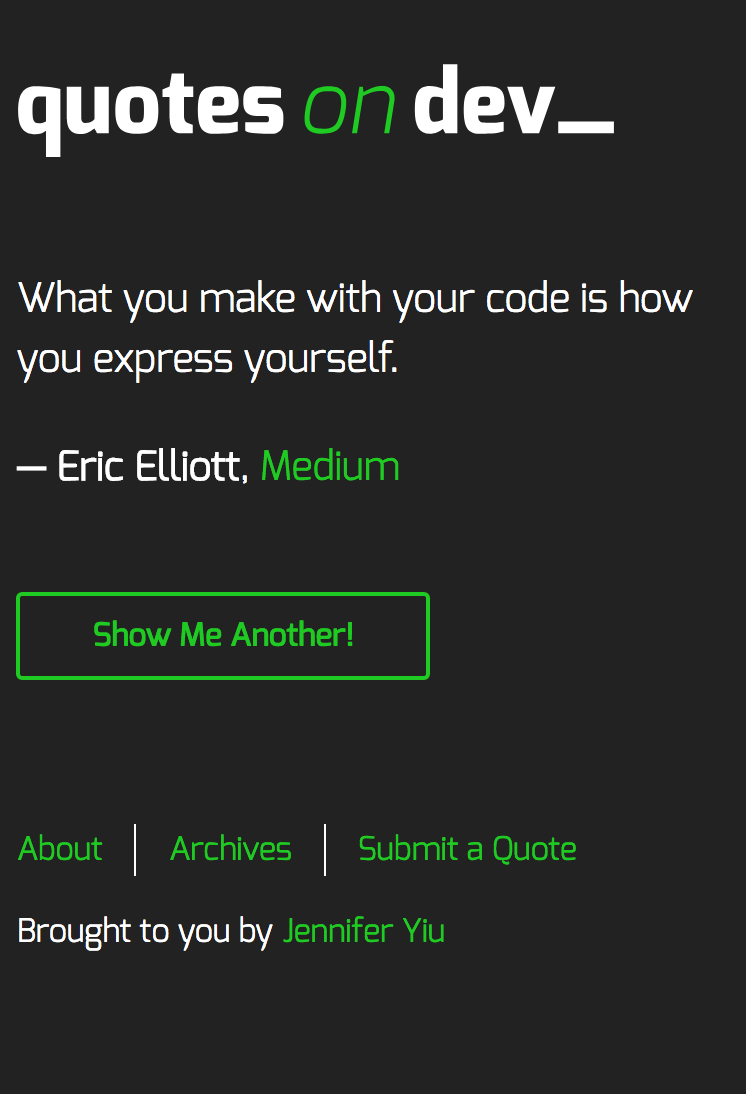 quotes on dev_
What you make with your code is how
you express yourself.
— Eric Elliott, Medium
Show Me Another!
About | Archives | Submit a Quote
Brought to you by Jennifer Yiu